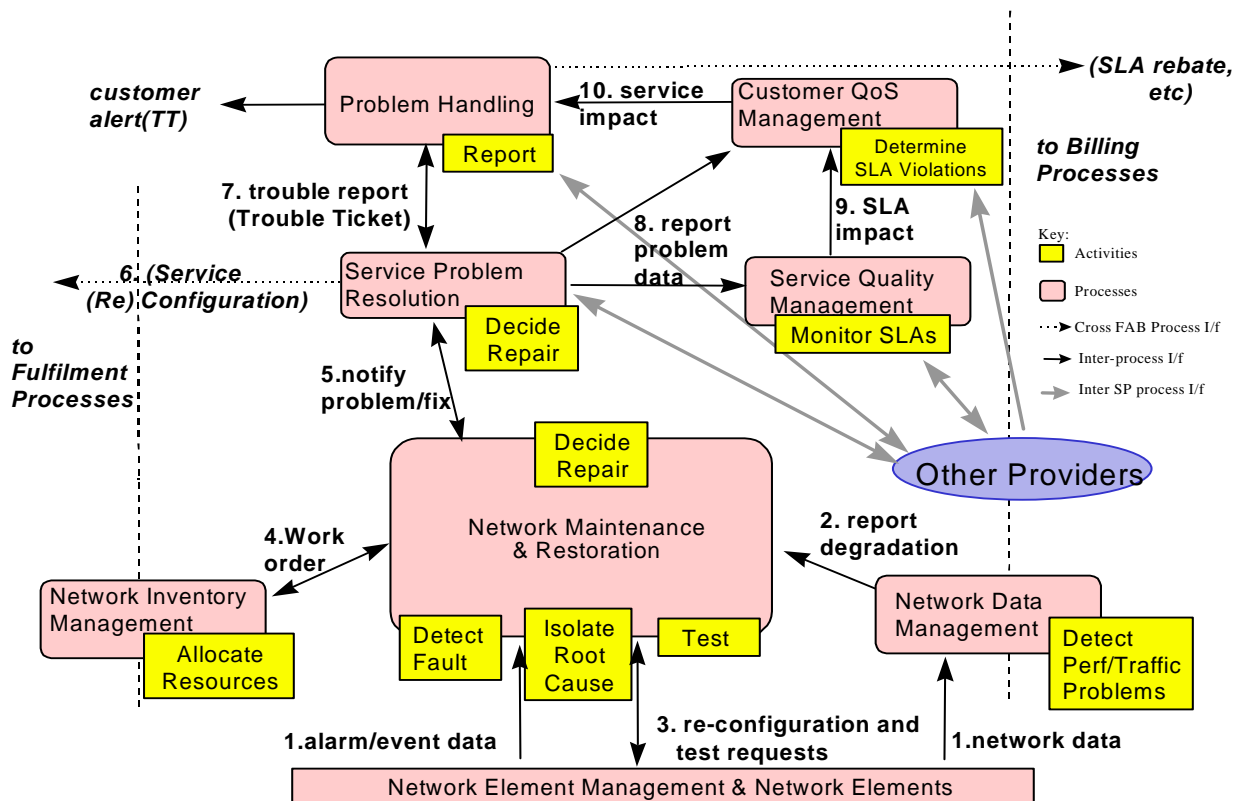 customer
alert(TT)
Problem Handling
Report
10. service
impact
Customer QoS
Management
Determine
SLA Violations
(SLA rebate,
etc)
to Billing
Processes
7. trouble report
(Trouble Ticket)
8. report
problem
data
9. SLA
impact
Key:
Activities
Processes
Cross FAB Process I/f
Inter-process I/f
Inter SP process I/f
6. (Service
(Re) Configuration)
Service Problem
Resolution
Decide
Repair
Service Quality
Management
Monitor SLAs
to
Fulfilment
Processes
5.notify
problem/fix
Decide
Repair
Other Providers
Network Maintenance
& Restoration
4.Work
order
2. report
degradation
Network Inventory
Management
Allocate
Resources
Detect
Fault
Isolate
Root
Cause
Test
Network Data
Management
Detect
Perf/Traffic
Problems
1.alarm/event data
3. re-configuration and
test requests
1.network data
Network Element Management & Network Elements